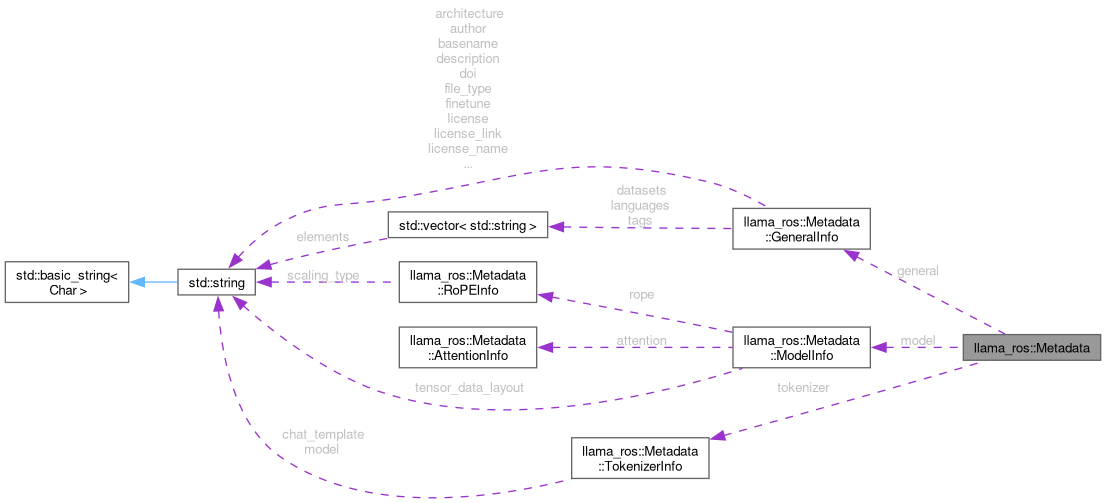 architecture
author
basename
description
doi
file_type
finetune
license
license_link
license_name
...
datasets
languages
tags
llama_ros::Metadata
::GeneralInfo
std::vector< std::string >
elements
general
std::basic_string<
Char >
std::string
scaling_type
llama_ros::Metadata
::RoPEInfo
rope
llama_ros::Metadata
::AttentionInfo
attention
llama_ros::Metadata
::ModelInfo
model
llama_ros::Metadata
tensor_data_layout
tokenizer
chat_template
model
llama_ros::Metadata
::TokenizerInfo